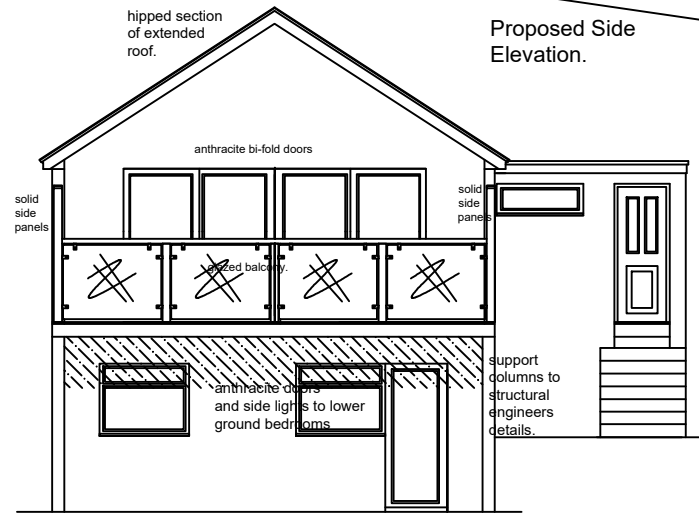 hipped section
of extended
roof.
Proposed Side
Elevation.
anthracite bi-fold doors
solid
side
panels
solid
side
panels
glazed balcony.
support
columns to
structural
engineers
details.
anthracite doors
and side lights to lower
ground bedrooms